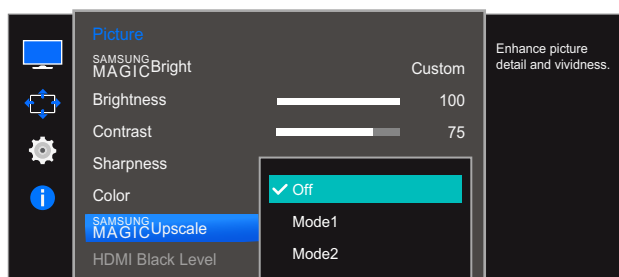 Picture
SAMSUNG
MAGICBright Custom
Brightness 100
Contrast 75
Sharpness
Color
SAMSUNG
MAGICUpscale
HDMI Black Level
Off
Mode1
Mode2
Enhance picture
detail and vividness.